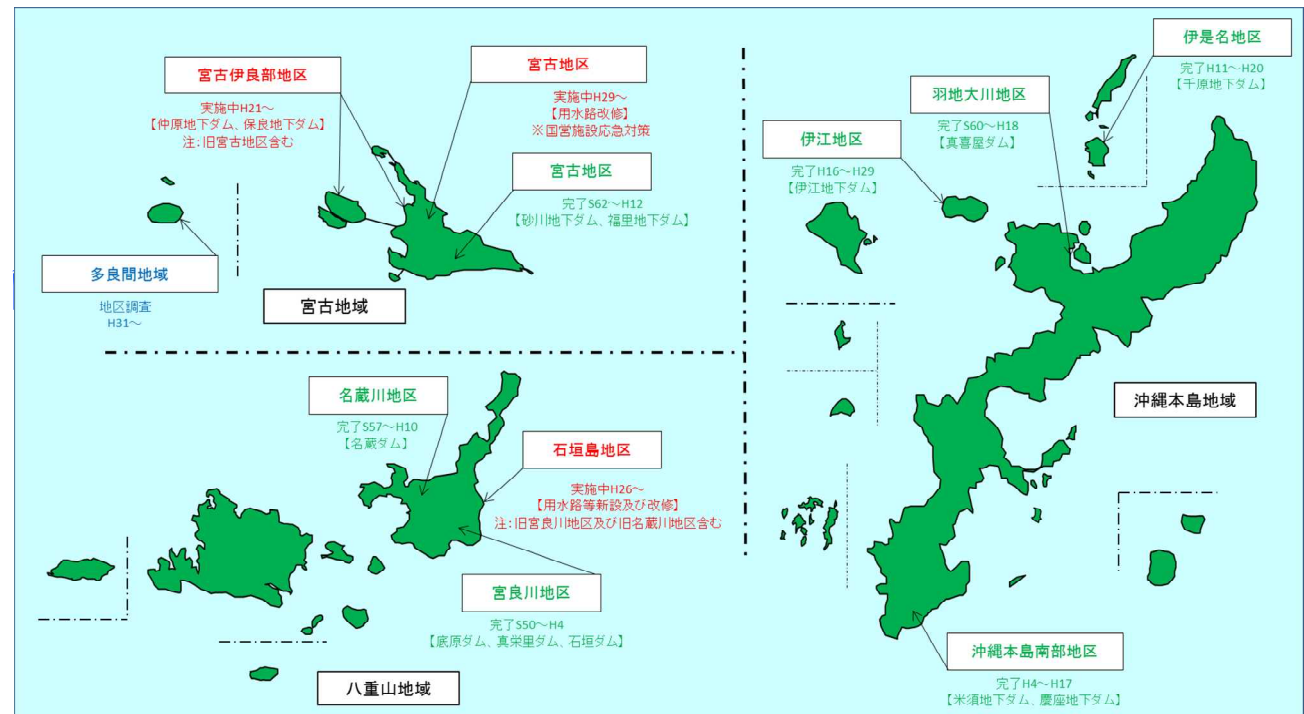 宮古伊良部地区
実施中H21～
【仲原地下ダム、保良地下ダム】
注：旧宮古地区含む
宮古地区
実施中H29～
【用水路改修】
※国営施設応急対策
宮古地区
完了S62～H12
【砂川地下ダム、福里地下ダム】
多良間地域
地区調査
H31～
宮古地域
名蔵川地区
完了S57～H10
【名蔵ダム】
石垣島地区
実施中H26～
【用水路等新設及び改修】
注：旧宮良川地区及び旧名蔵川地区含む
宮良川地区
完了S50～H4
【底原ダム、真栄里ダム、石垣ダム】
八重山地域
伊是名地区
完了H11～H20
【千原地下ダム】
羽地大川地区
完了S60～H18
【真喜屋ダム】
伊江地区
完了H16～H29
【伊江地下ダム】
沖縄本島地域
沖縄本島南部地区
完了H4～H17
【米須地下ダム、慶座地下ダム】